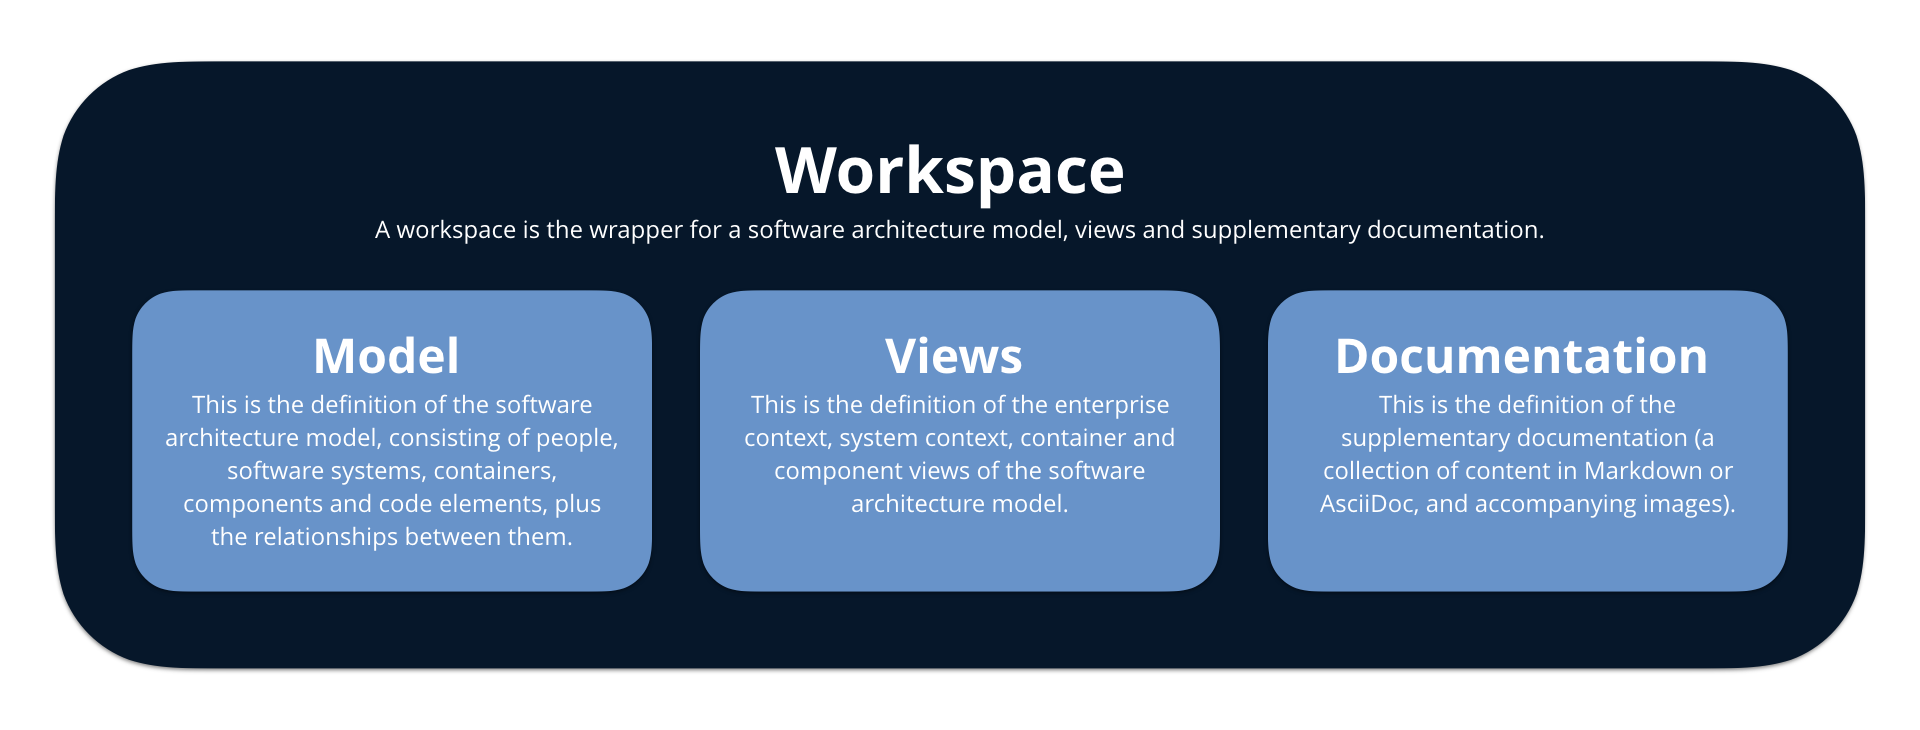 Workspace
A workspace is the wrapper for a software architecture model, views and supplementary documentation.
Model
This is the definition of the software
architecture model, consisting of people,
software systems, containers,
components and code elements, plus
the relationships between them.
Views
This is the definition of the enterprise
context, system context, container and
component views of the software
architecture model.
Documentation
This is the definition of the
supplementary documentation (a
collection of content in Markdown or
AsciiDoc, and accompanying images).